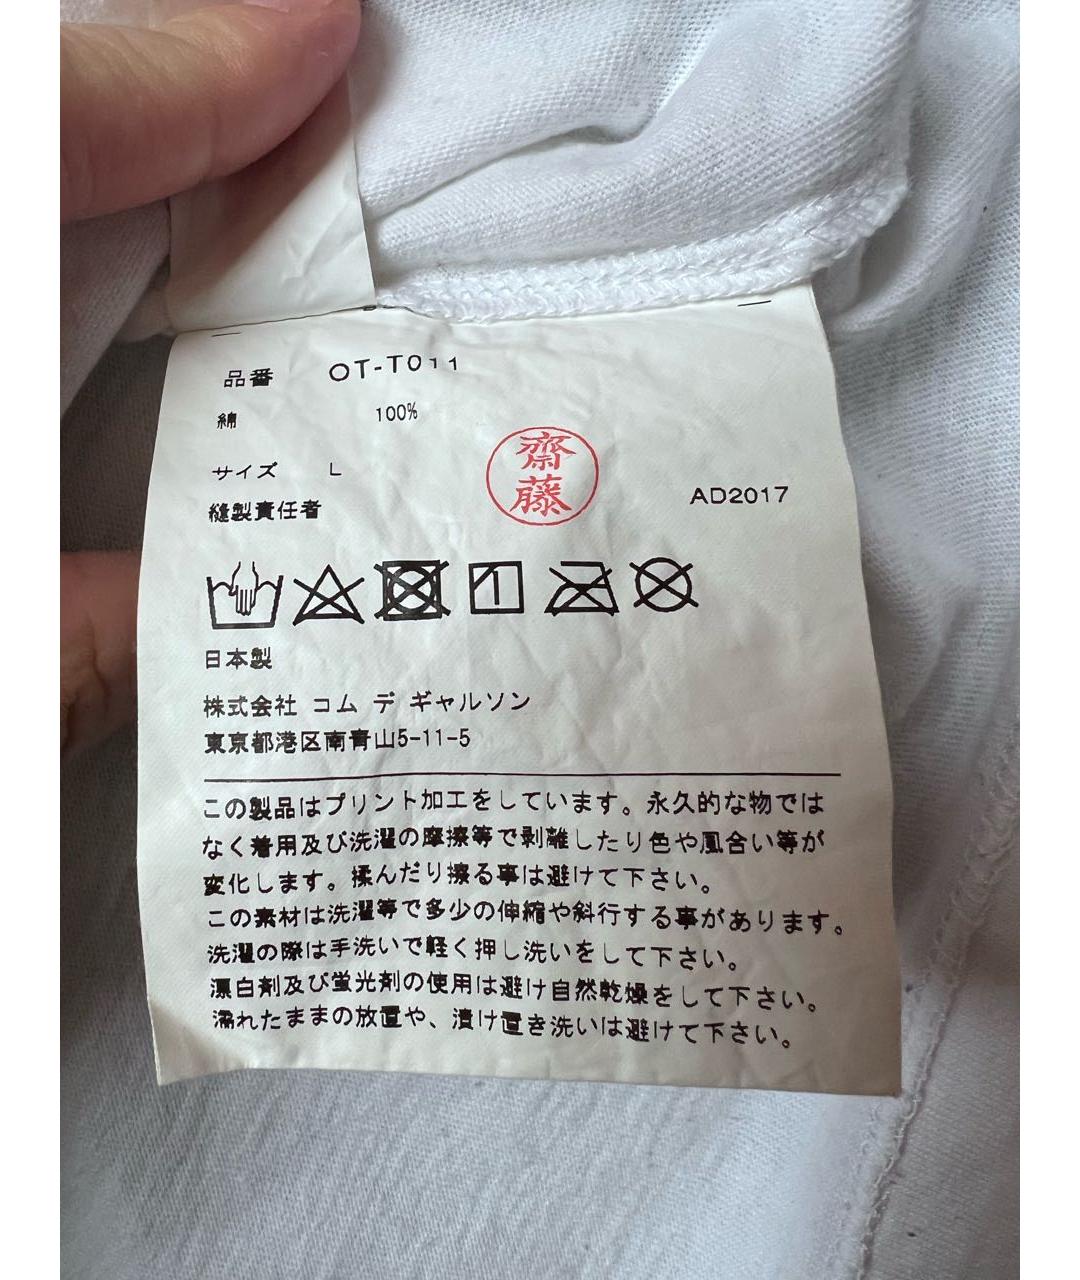 品番 OT-T011
綿 100%
サイズ L
齋藤
縫製責任者
AD2017
日本製
株式会社 コム デ ギャルソン
東京都港区南青山5-11-5
この製品はプリント加工をしています。永久的な物では
なく着用及び洗濯の摩擦等で剥離したり色や風合い等が
変化します。揉んだり擦る事は避けて下さい。
この素材は洗濯等で多少の伸縮や斜行する事があります。
洗濯の際は手洗いで軽く押し洗いをして下さい。
漂白剤及び蛍光剤の使用は避け自然乾燥をして下さい。
濡れたままの放置や、漬け置き洗いは避けて下さい。